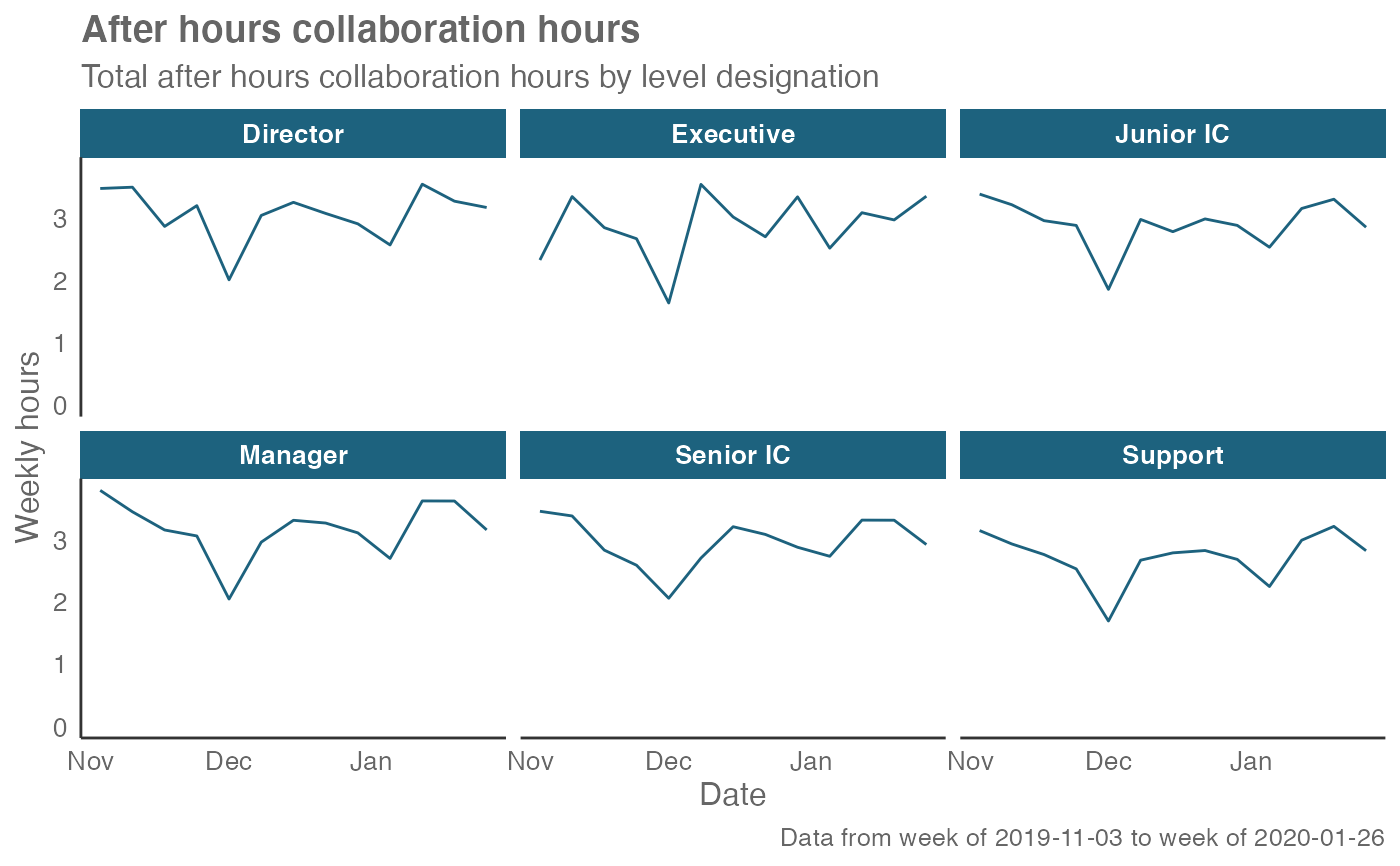 After hours collaboration hours
Total after hours collaboration hours by level designation
Director Executive Junior IC
3
2
1
0
Weekly hours
Manager Senior IC Support
3
2
1
0
Nov Dec Jan Nov Dec Jan Nov Dec Jan
Date
Data from week of 2019-11-03 to week of 2020-01-26